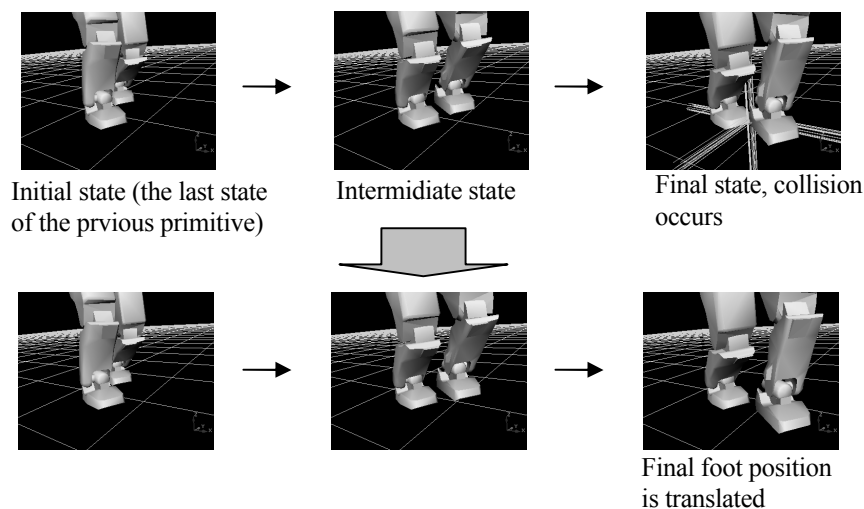 Initial state (the last state
of the prvious primitive)
Intermidiate state
Final state, collision
occurs
Final foot position
is translated